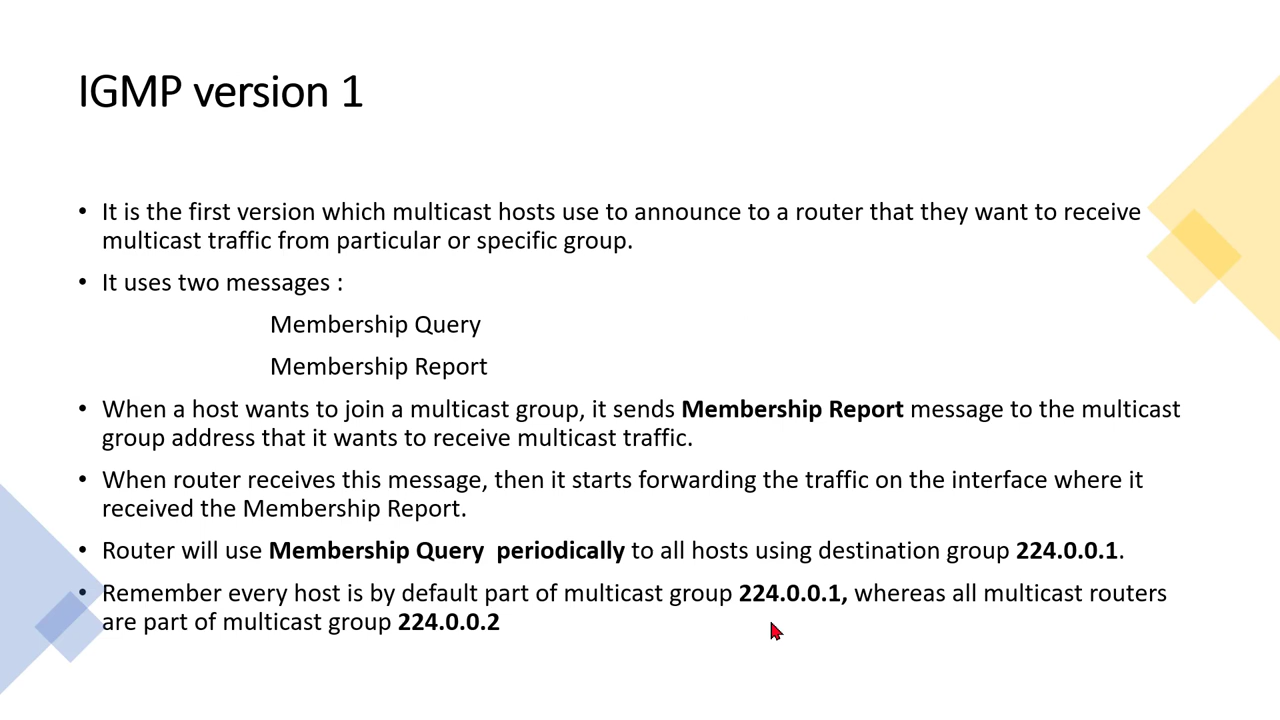 IGMP version 1
• It is the first version which multicast hosts use to announce to a router that they want to receive
multicast traffic from particular or specific group.
• It uses two messages :
Membership Query
Membership Report
• When a host wants to join a multicast group, it sends Membership Report message to the multicast
group address that it wants to receive multicast traffic.
• When router receives this message, then it starts forwarding the traffic on the interface where it
received the Membership Report.
• Router will use Membership Query  periodically to all hosts using destination group 224.0.0.1.
• Remember every host is by default part of multicast group 224.0.0.1, whereas all multicast routers
are part of multicast group 224.0.0.2